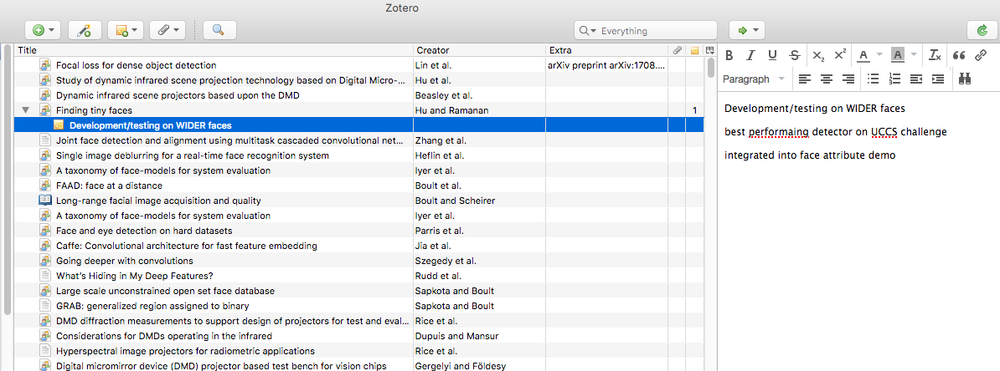 Zotero
Everything
Title Creator Extra
Focal loss for dense object detection Lin et al. arXiv preprint arXiv:1708....
Study of dynamic infrared scene projection technology based on Digital Micro-... Hu et al.
Dynamic infrared scene projectors based upon the DMD Beasley et al.
Finding tiny faces Hu and Ramanan 1
Development/testing on WIDER faces
Joint face detection and alignment using multitask cascaded convolutional net... Zhang et al.
Single image deblurring for a real-time face recognition system Heflin et al.
A taxonomy of face-models for system evaluation Iyer et al.
FAAD: face at a distance Boult et al.
Long-range facial image acquisition and quality Boult and Scheirer
A taxonomy of face-models for system evaluation Iyer et al.
Face and eye detection on hard datasets Parris et al.
Caffe: Convolutional architecture for fast feature embedding Jia et al.
Going deeper with convolutions Szegedy et al.
What's Hiding in My Deep Features? Rudd et al.
Large scale unconstrained open set face database Sapkota and Boult
GRAB: generalized region assigned to binary Sapkota and Boult
DMD diffraction measurements to support design of projectors for test and eval... Rice et al.
Considerations for DMDs operating in the infrared Dupuis and Mansur
Hyperspectral image projectors for radiometric applications Rice et al.
Digital micromirror device (DMD) projector based test bench for vision chips Gergelyi and Földesy
B I U S X₂ X² A A Tx
Paragraph
Development/testing on WIDER faces
best performaing detector on UCCS challenge
integrated into face attribute demo